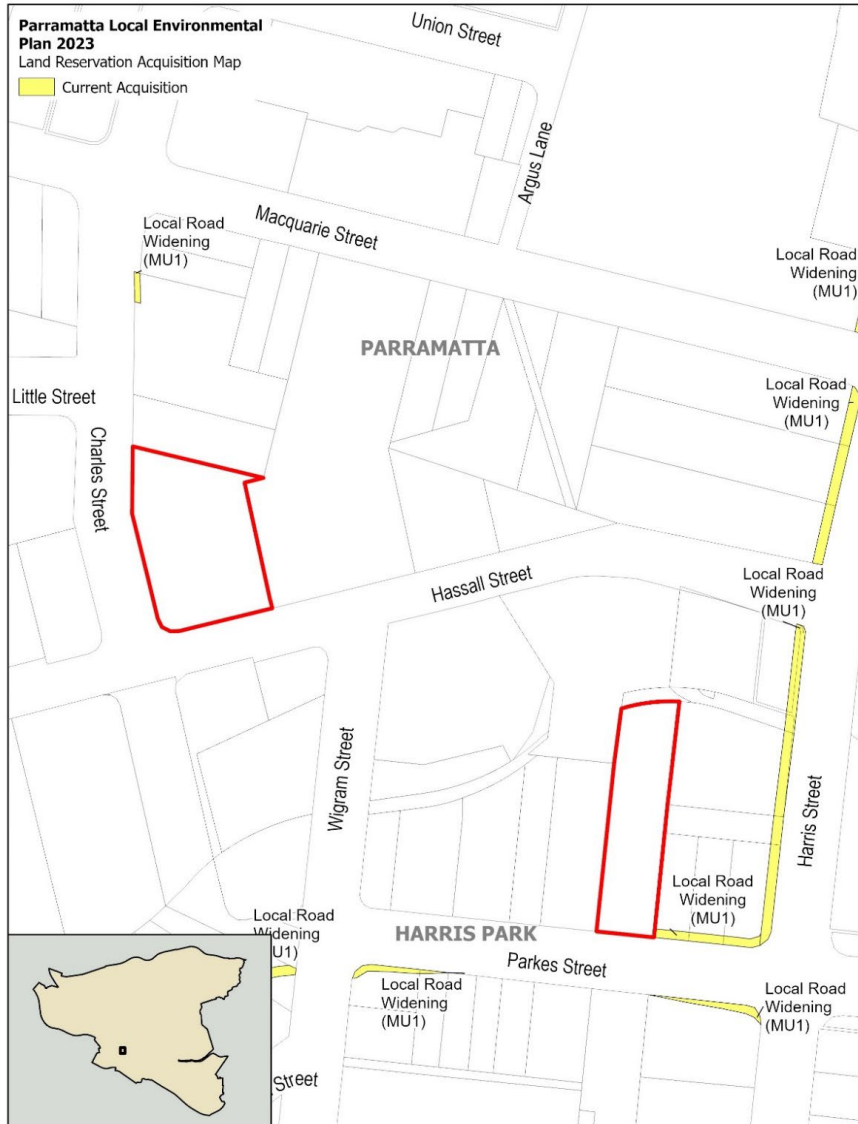 Parramatta Local Environmental
Plan 2023
Land Reservation Acquisition Map
Current Acquisition
Union Street
Argus Lane
Macquarie Street
Local Road
Widening
(MU1)
Local Road
Widening
(MU1)
PARRAMATTA
Little Street
Charles Street
Local Road
Widening
(MU1)
Hassall Street
Local Road
Widening
(MU1)
Wigram Street
Harris Street
Local Road
Widening
(MU1)
Local Road
Widening
U1)
HARRIS PARK
Parkes Street
Local Road
Widening
(MU1)
Local Road
Widening
(MU1)
Street